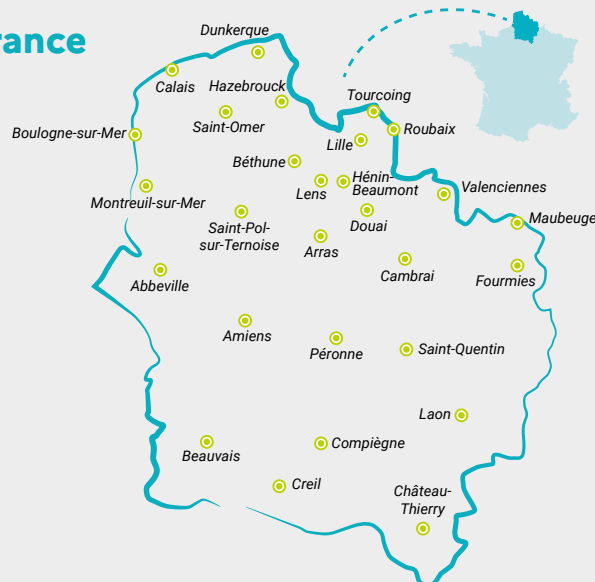 rance
Dunkerque
Calais
Hazebrouck
Tourcoing
Saint-Omer
Boulogne-sur-Mer
Roubaix
Lille
Béthune
Hénin-
Beaumont
Lens
Valenciennes
Montreuil-sur-Mer
Maubeuge
Saint-Pol-
sur-Ternoise
Douai
Arras
Cambrai
Fourmies
Abbeville
Amiens
Péronne
Saint-Quentin
Laon
Beauvais
Compiègne
Creil
Château-
Thierry